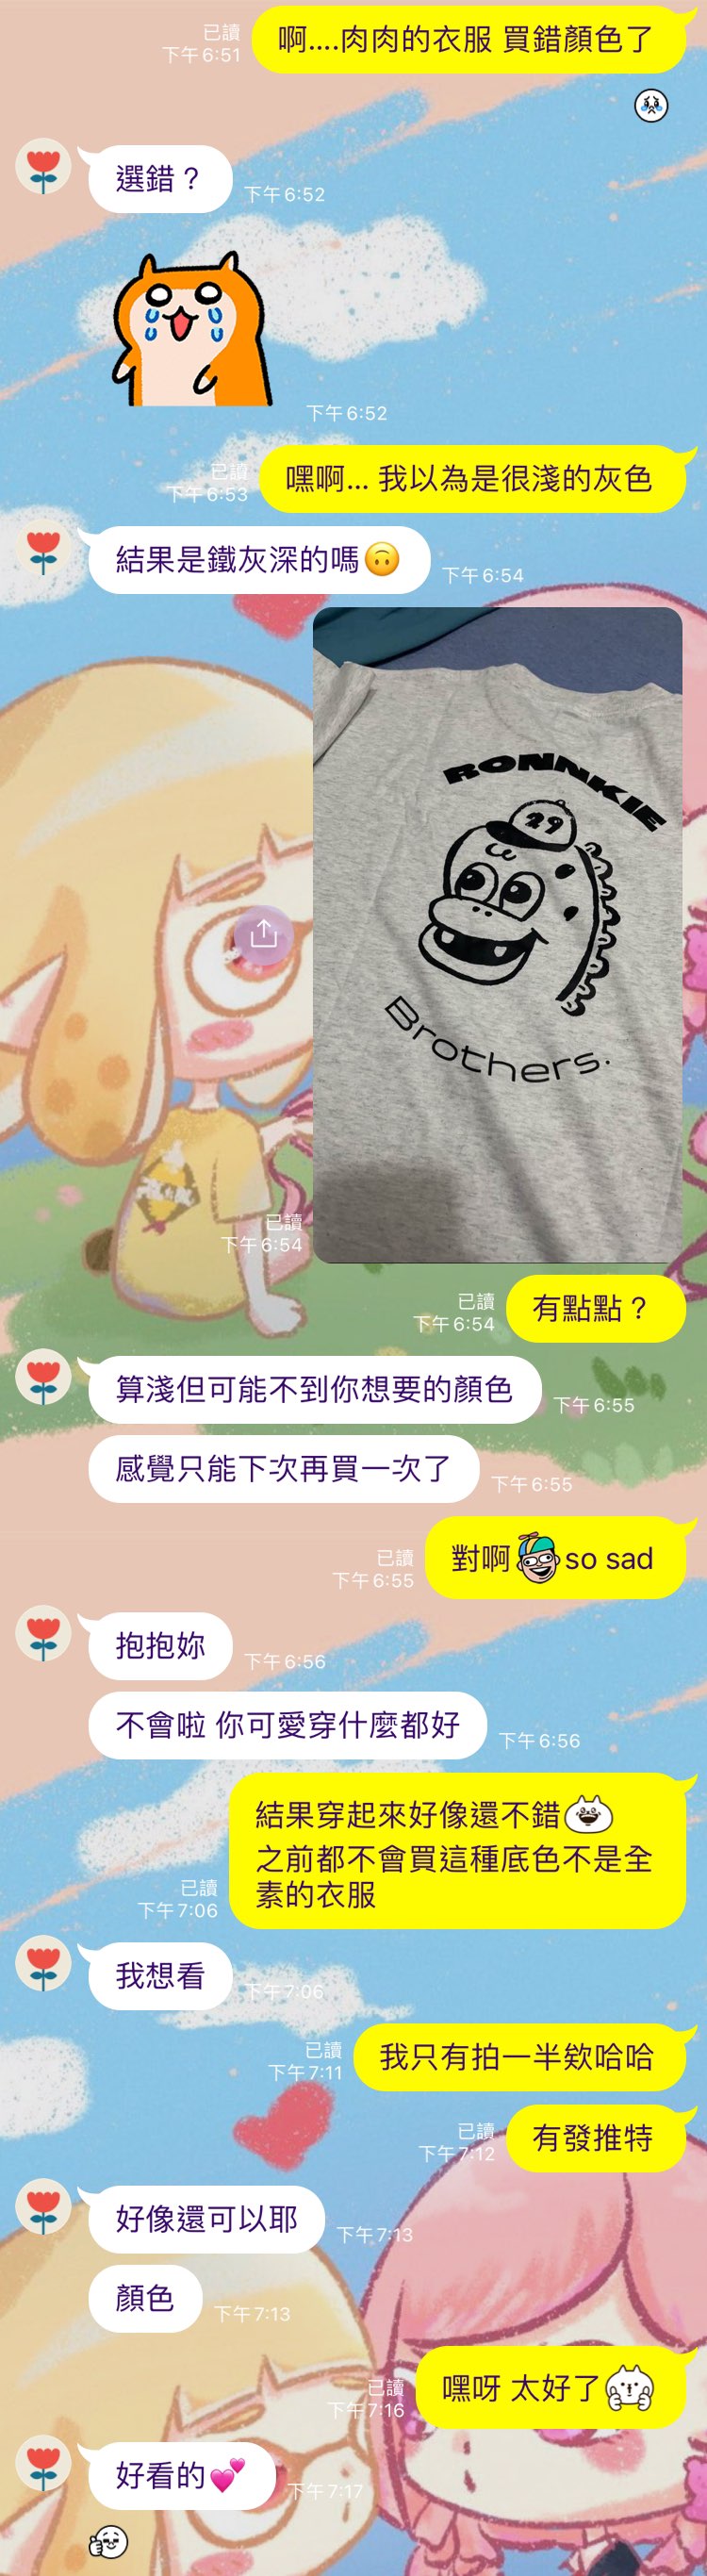 啊....肉肉的衣服 買錯顏色了
已讀
下午 6:51
選錯？
下午 6:52
下午 6:52
嘿啊... 我以為是很淺的灰色
已讀
下午 6:53
結果是鐵灰深的嗎🙃
下午 6:54
RONNKIE
29
Brothers.
已讀
下午 6:54
有點點？
已讀
下午 6:54
算淺但可能不到你想要的顏色
下午 6:55
感覺只能下次再買一次了
下午 6:55
對啊so sad
已讀
下午 6:55
抱抱妳
下午 6:56
不會啦 你可愛穿什麼都好
下午 6:56
結果穿起來好像還不錯
之前都不會買這種底色不是全
素的衣服
已讀
下午 7:06
我想看
下午 7:06
我只有拍一半欸哈哈
已讀
下午 7:11
有發推特
已讀
下午 7:12
好像還可以耶
下午 7:13
顏色
下午 7:13
嘿呀 太好了
已讀
下午 7:16
好看的💕
下午 7:17